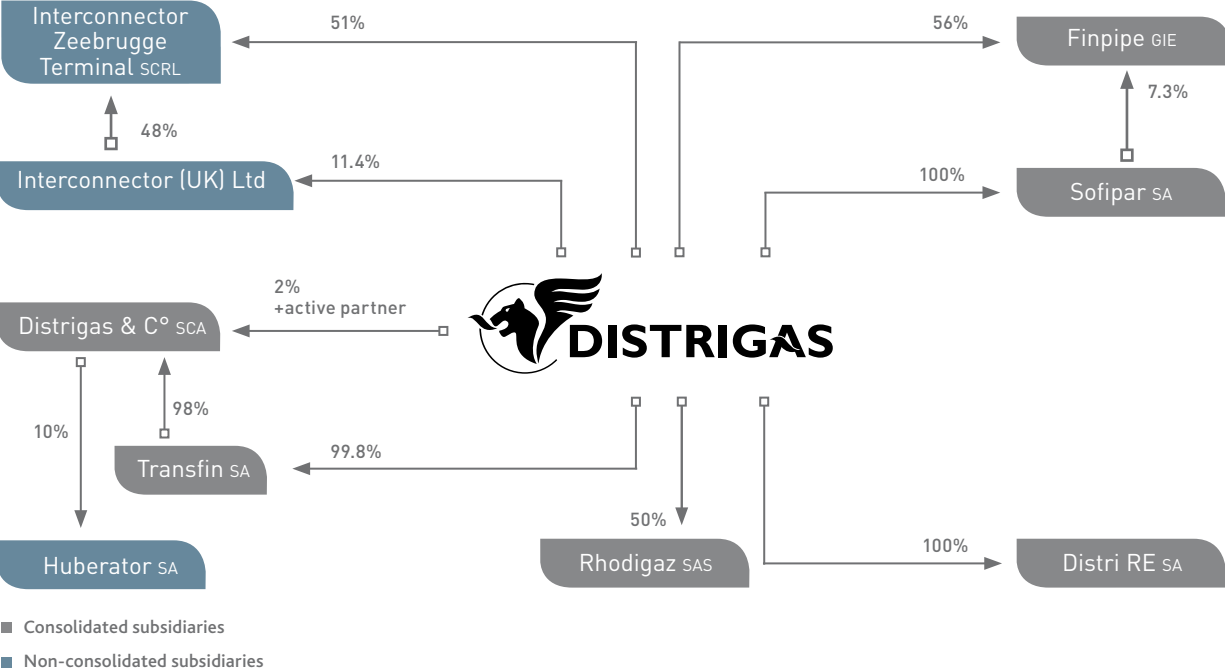 Interconnector
Zeebrugge
Terminal SCRL
51%
56%
Finpipe GIE
7.3%
48%
Interconnector (UK) Ltd
11.4%
100%
Sofipar SA
2%
+active partner
Distrigas & C° SCA
DISTRIGAS
98%
10%
Transfin SA
99.8%
50%
Rhodigaz SAS
100%
Distri RE SA
Huberator SA
Consolidated subsidiaries
Non-consolidated subsidiaries